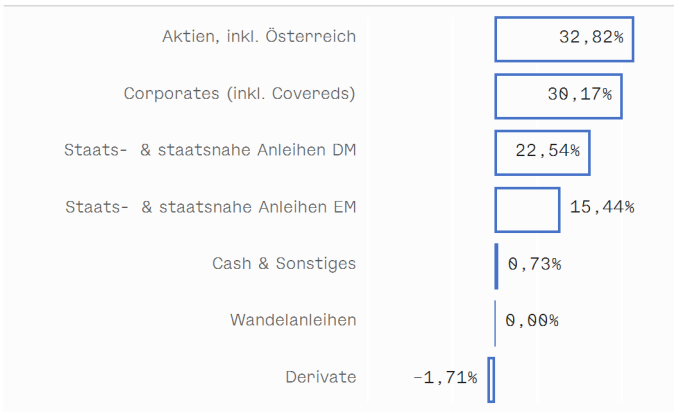 Aktien, inkl. Österreich 32,82%
Corporates (inkl. Covereds) 30,17%
Staats- & staatsnahe Anleihen DM 22,54%
Staats- & staatsnahe Anleihen EM 15,44%
Cash & Sonstiges 0,73%
Wandelanleihen 0,00%
Derivate -1,71%